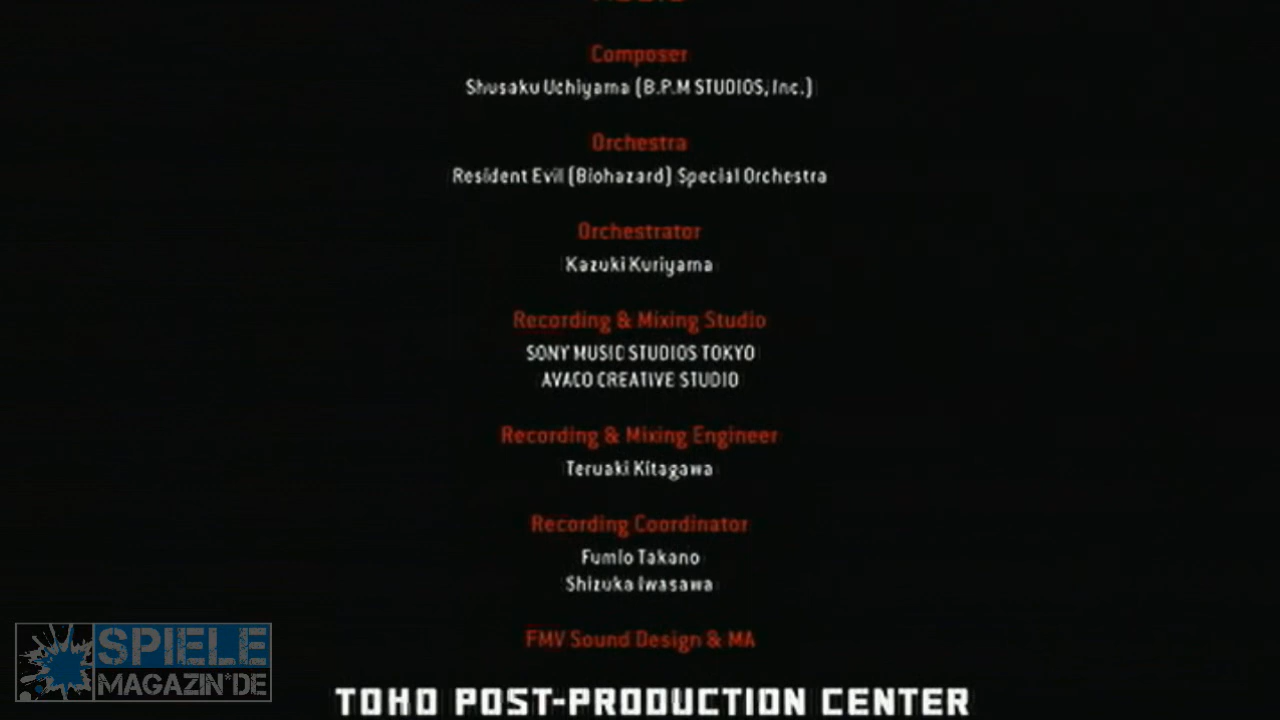 Composer
Shusaku Uchiyama (B.P.M STUDIOS, Inc.)
Orchestra
Resident Evil (Biohazard) Special Orchestra
Orchestrator
Kazuki Kuriyama
Recording & Mixing Studio
SONY MUSIC STUDIOS TOKYO
AVACO CREATIVE STUDIO
Recording & Mixing Engineer
Teruaki Kitagawa
Recording Coordinator
Fumio Takano
Shizuka Iwasawa
FMV Sound Design & MA
TOHO POST-PRODUCTION CENTER
SPIELE
MAGAZIN*DE